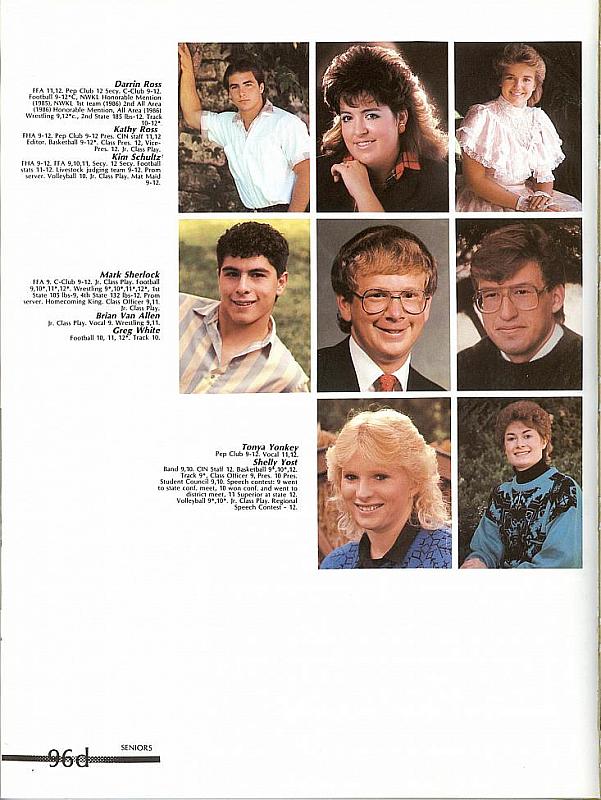 Darrin Ross
FFA 11,12. Pep Club 12 Secy. C-Club 9-12.
Football 9-12*C, NWKL Honorable Mention
(1985), NWKL 1st team (1986) 2nd All Area
(1986) Honorable Mention, All Area (1986)
Wrestling 9,12*c., 2nd State 185 lbs-12. Track
10-12*
Kathy Ross
FHA 9-12. Pep Club 9-12 Pres. CIN staff 11,12
Editor, Basketball 9-12*. Class Pres. 12, Vice-
Pres. 12. Jr. Class Play.
Kim Schultz
FHA 9-12. FFA 9,10,11, Secy. 12 Secy. Football
stats 11-12. Livestock judging team 9-12. Prom
server. Volleyball 10. Jr. Class Play. Mat Maid
9-12.
Mark Sherlock
FFA 9. C-Club 9-12. Jr. Class Play. Football
9,10*,11*,12*. Wrestling 9*,10*,11*,12*, 1st
State 105 lbs-9, 4th State 132 lbs-12. Prom
server. Homecoming King. Class Officer 9,11.
Jr. Class Play.
Brian Van Allen
Jr. Class Play. Vocal 9. Wrestling 9,11.
Greg White
Football 10, 11, 12*. Track 10.
Tonya Yonkey
Pep Club 9-12. Vocal 11,12.
Shelly Yost
Band 9,10. CIN Staff 12. Basketball 9*,10*,12.
Track 9*. Class Officer 9, Pres. 10 Pres.
Student Council 9,10. Speech contest: 9 went
to state conf. meet, 10 won conf. and went to
district meet, 11 Superior at state 12.
Volleyball 9*,10*. Jr. Class Play. Regional
Speech Contest - 12.
SENIORS
96d